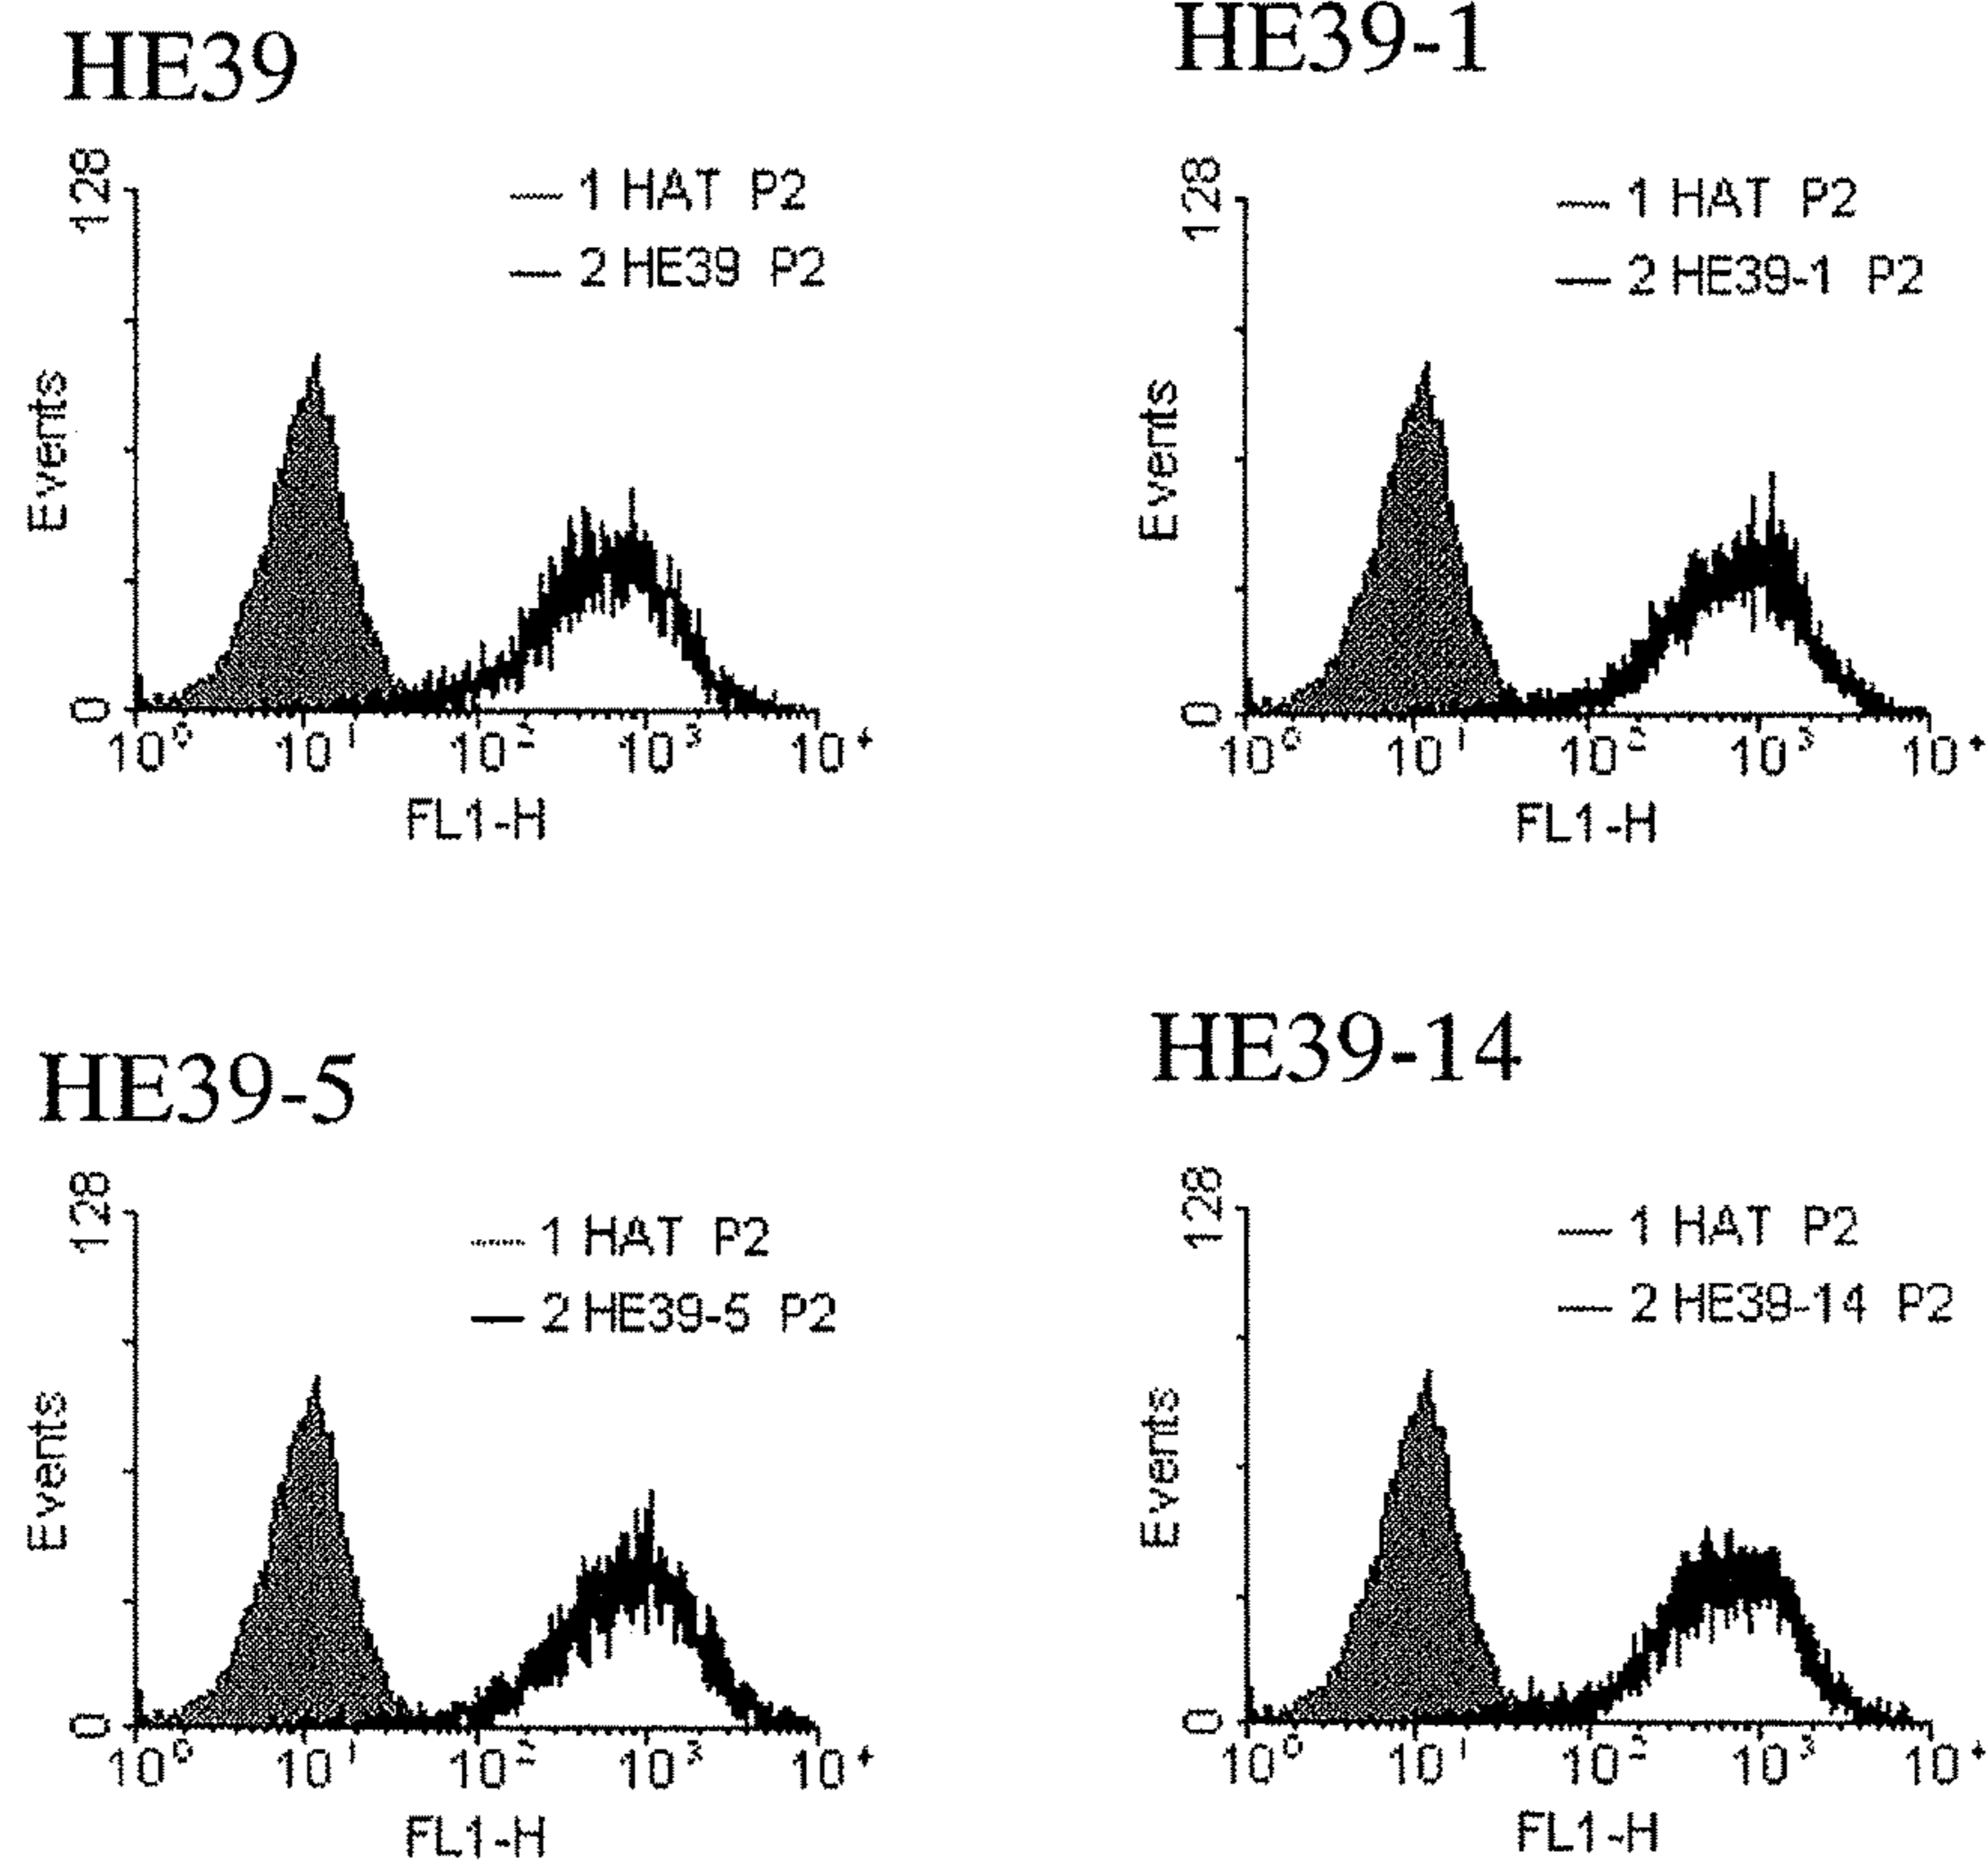 HE39
128
1 HAT P2
2 HE39 P2
Events
0
10⁰ 10¹ 10² 10³ 10⁴
FL1-H
HE39-1
128
1 HAT P2
2 HE39-1 P2
Events
0
10⁰ 10¹ 10² 10³ 10⁴
FL1-H
HE39-5
128
1 HAT P2
2 HE39-5 P2
Events
0
10⁰ 10¹ 10² 10³ 10⁴
FL1-H
HE39-14
128
1 HAT P2
2 HE39-14 P2
Events
0
10⁰ 10¹ 10² 10³ 10⁴
FL1-H